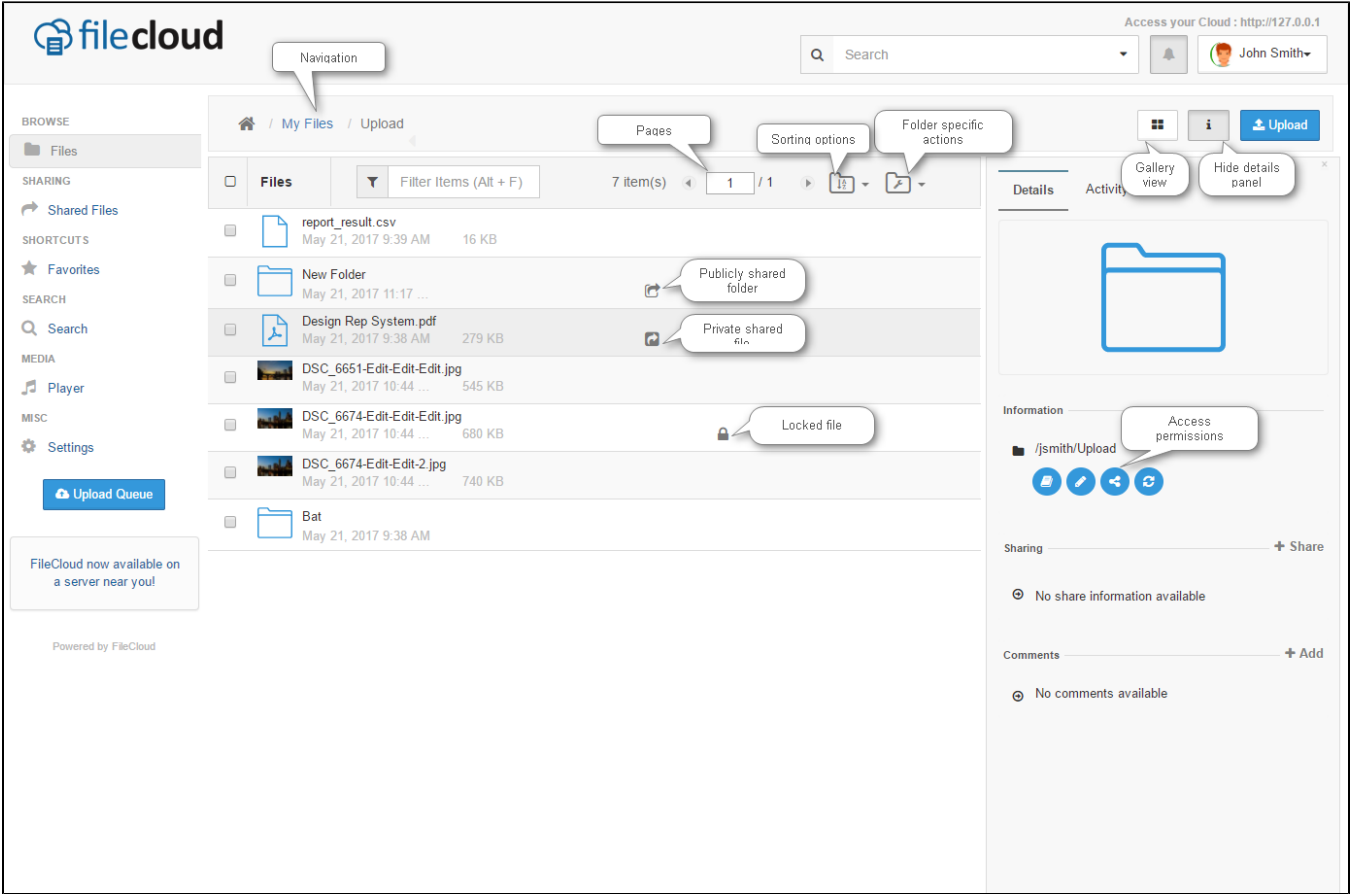 filecloud
Access your Cloud : http://127.0.0.1
Search
John Smith
Navigation
BROWSE
Files
SHARING
Shared Files
SHORTCUTS
Favorites
SEARCH
Search
MEDIA
Player
MISC
Settings
Upload Queue
FileCloud now available on
a server near you!
Powered by FileCloud
/ My Files / Upload
Pages
Sorting options
Folder specific
actions
Upload
Gallery
view
Hide details
panel
Files
Filter Items (Alt + F)
7 item(s)
1 / 1
report_result.csv
May 21, 2017 9:39 AM 16 KB
New Folder
May 21, 2017 11:17 ...
Publicly shared
folder
Design Rep System.pdf
May 21, 2017 9:38 AM 279 KB
Private shared
file
DSC_6651-Edit-Edit-Edit.jpg
May 21, 2017 10:44 ... 545 KB
DSC_6674-Edit-Edit-Edit.jpg
May 21, 2017 10:44 ... 680 KB
Locked file
DSC_6674-Edit-Edit-2.jpg
May 21, 2017 10:44 ... 740 KB
Bat
May 21, 2017 9:38 AM
Details
Activity
Information
Access
permissions
/jsmith/Upload
Sharing
+ Share
No share information available
Comments
+ Add
No comments available